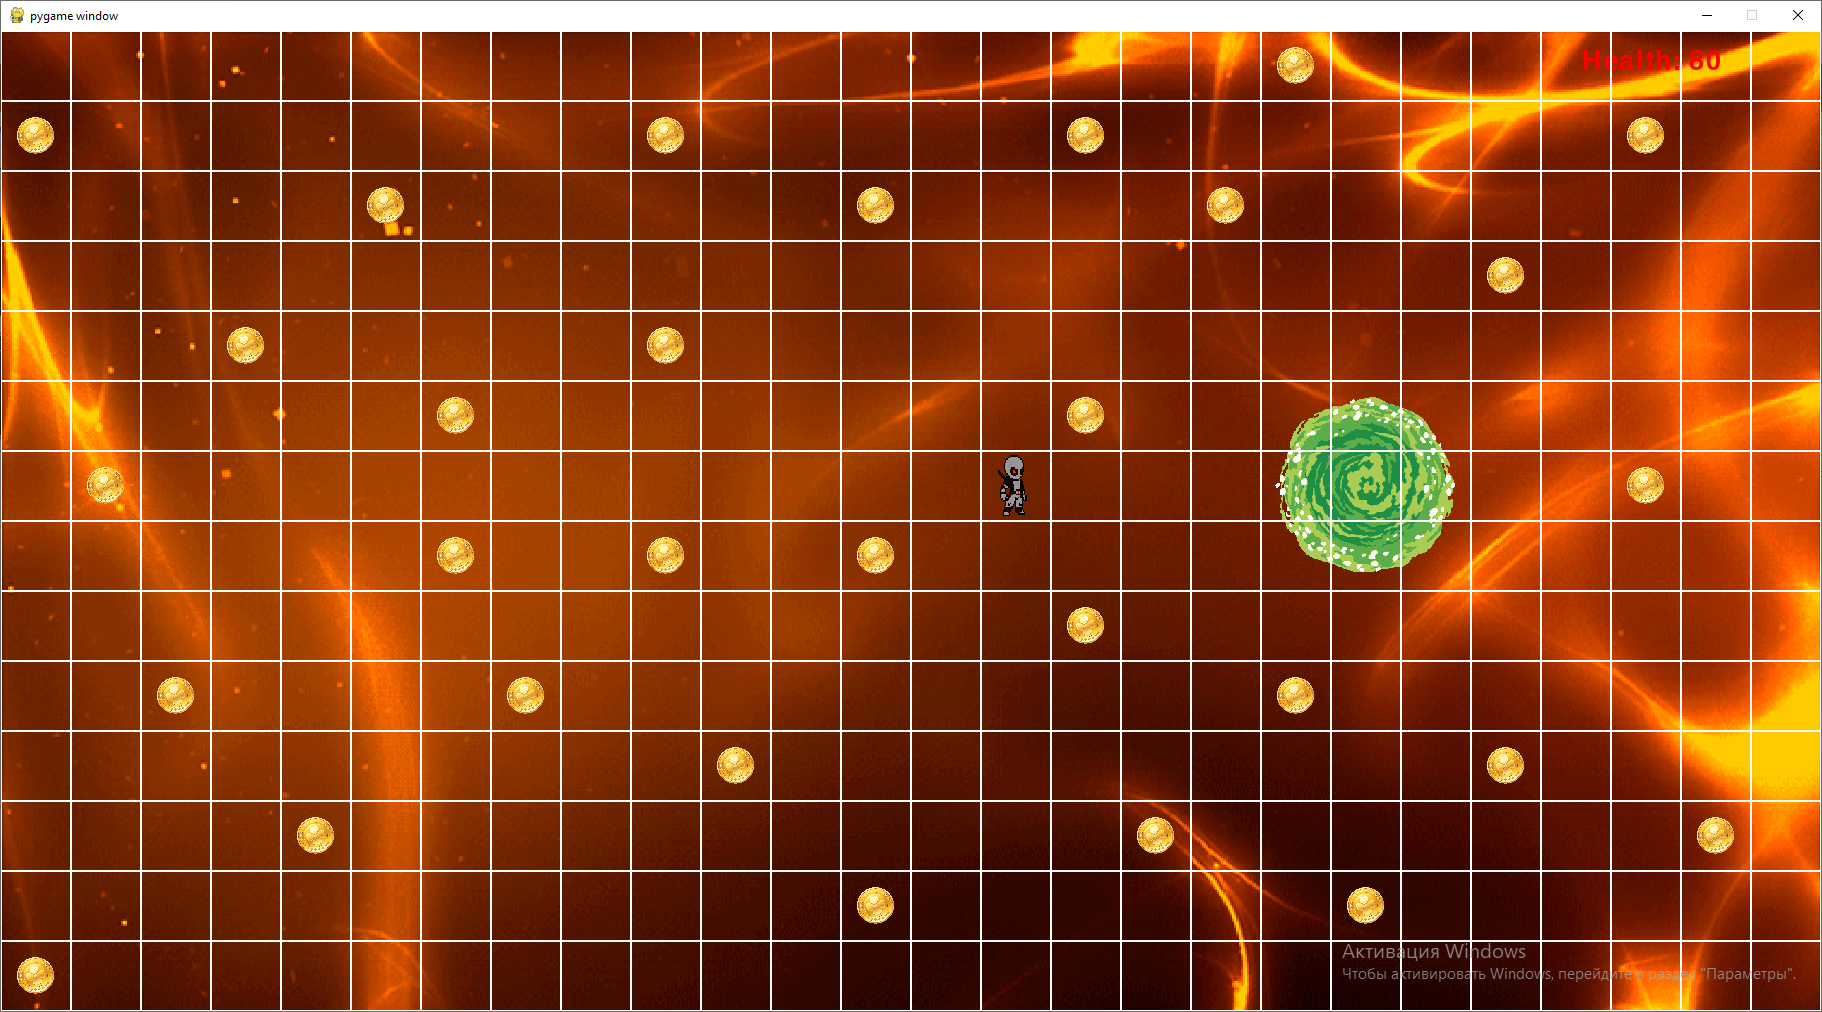 pygame window
Health: 80
Активация Windows
Чтобы активировать Windows, перейдите в раздел "Параметры".